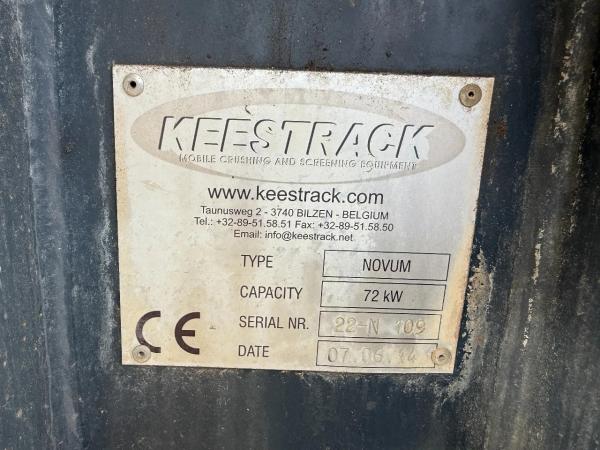 KEESTRACK
MOBILE CRUSHING AND SCREENING EQUIPMENT
www.keestrack.com
Taunusweg 2 - 3740 BILZEN - BELGIUM
Tel.: +32-89-51.58.51 Fax: +32-89-51.58.50
Email: info@keestrack.net
TYPE NOVUM
CAPACITY 72 kW
SERIAL NR. 22-N 109
DATE 07.06.14
CE